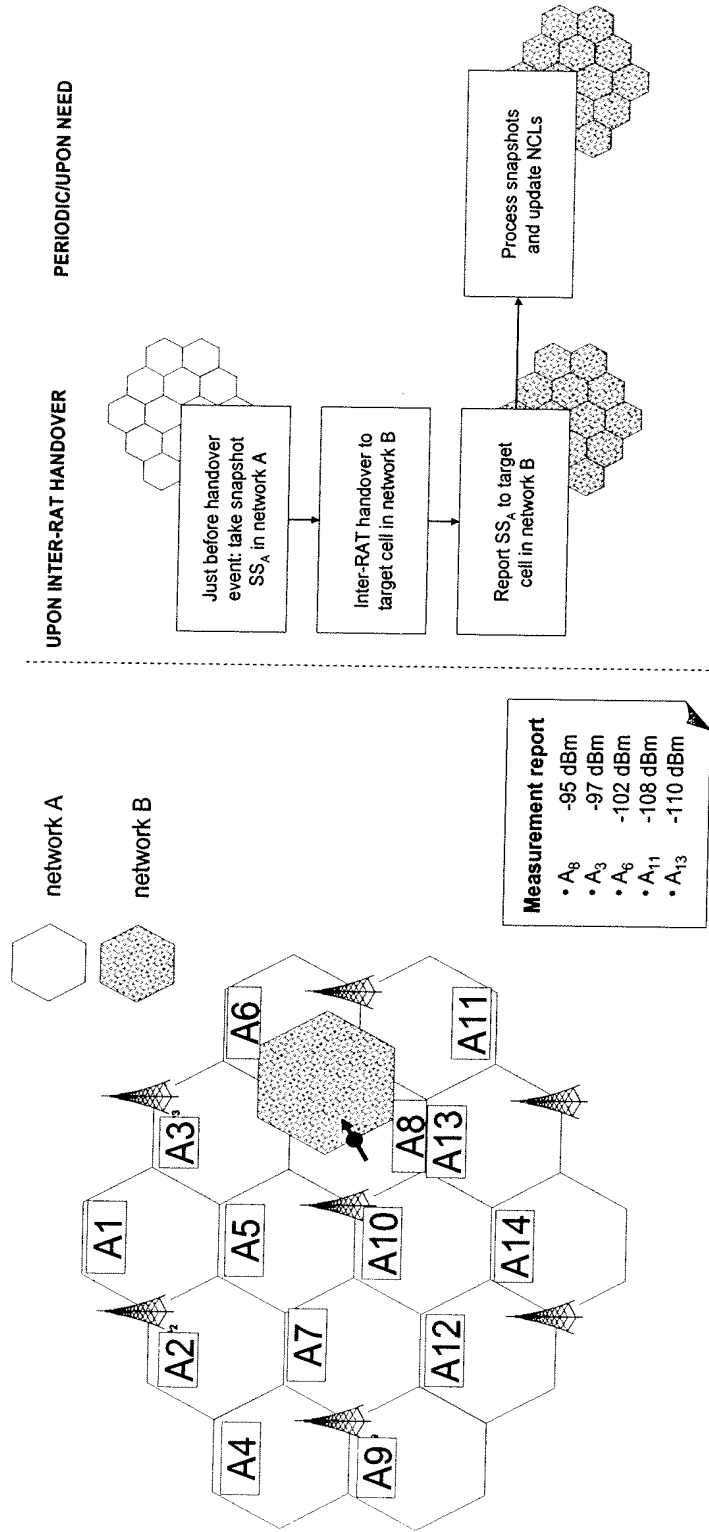 network A
network B
A1
A2
A3
A4
A5
A6
A7
A8
A9
A10
A11
A12
A13
A14
Measurement report
• A8 -95 dBm
• A3 -97 dBm
• A6 -102 dBm
• A11 -108 dBm
• A13 -110 dBm
UPON INTER-RAT HANDOVER
PERIODIC/UPON NEED
Just before handover
event: take snapshot
SSA in network A
Inter-RAT handover to
target cell in network B
Report SSA to target
cell in network B
Process snapshots
and update NCLs